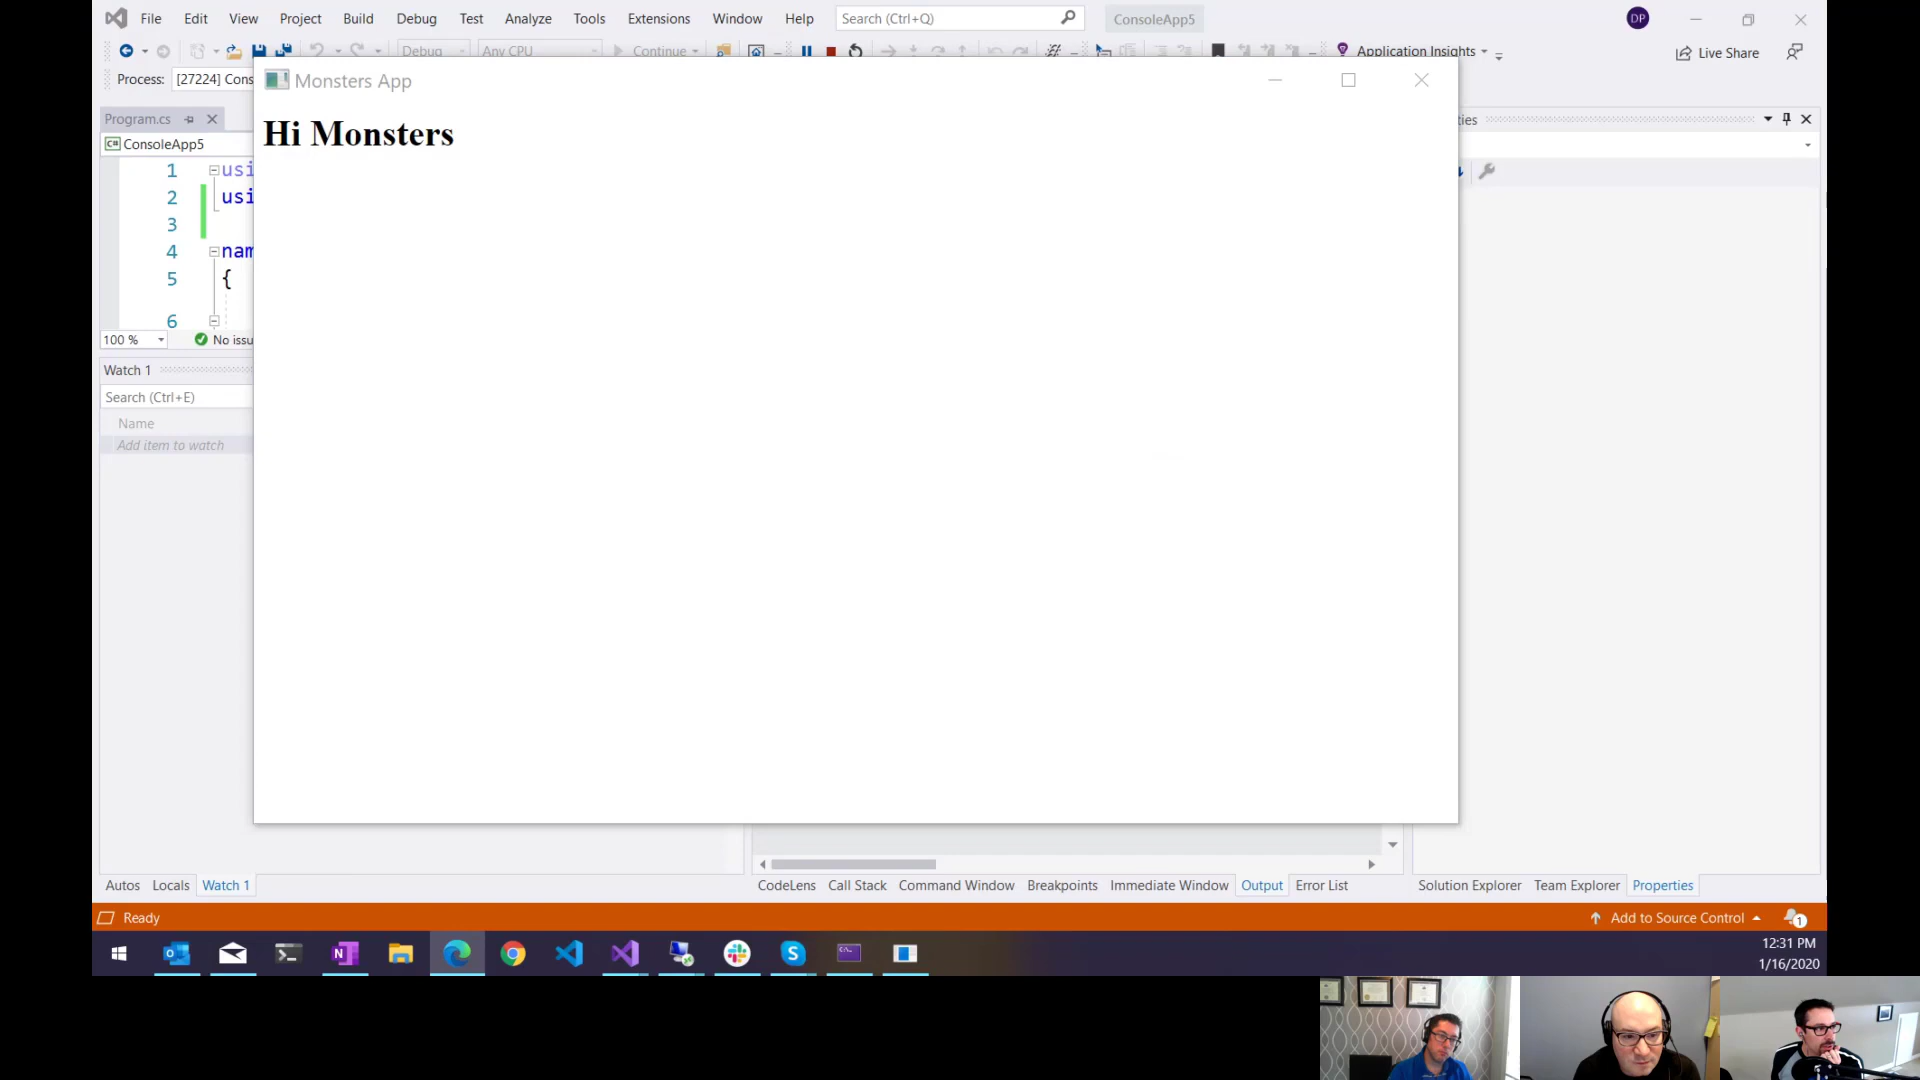 File Edit View Project Build Debug Test Analyze Tools Extensions Window Help Search (Ctrl+Q) ConsoleApp5 DP
Debug Any CPU Continue Application Insights Live Share
Process: [27224] Cons
Monsters App
Program.cs
ConsoleApp5
Hi Monsters
1 usi
2 usi
3
4 nam
5 {
6
100 % No issu
Watch 1
Search (Ctrl+E)
Name
Add item to watch
ties
Autos Locals Watch 1
CodeLens Call Stack Command Window Breakpoints Immediate Window Output Error List
Solution Explorer Team Explorer Properties
Ready
Add to Source Control 1
12:31 PM
1/16/2020